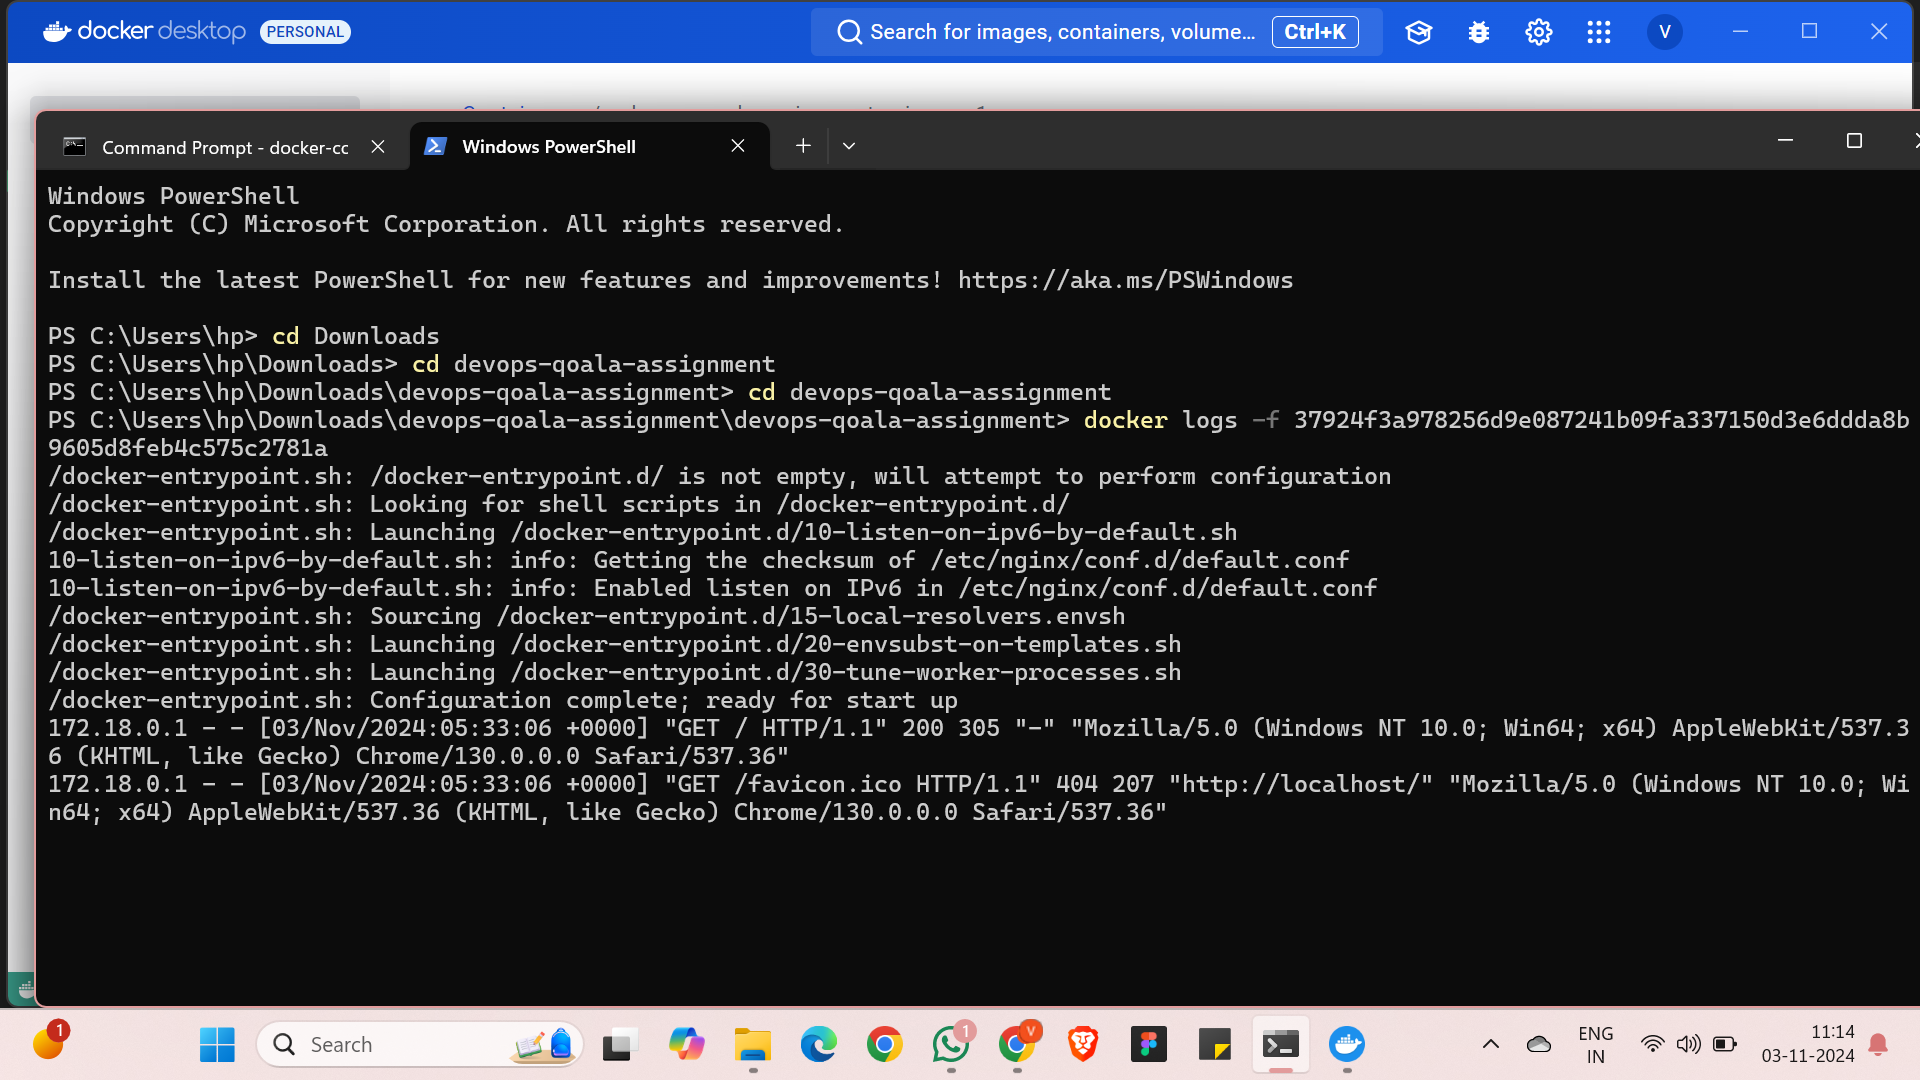 docker desktop PERSONAL
Search for images, containers, volume... Ctrl+K
V
Command Prompt - docker-cc
Windows PowerShell
Windows PowerShell
Copyright (C) Microsoft Corporation. All rights reserved.
Install the latest PowerShell for new features and improvements! https://aka.ms/PSWindows
PS C:\Users\hp> cd Downloads
PS C:\Users\hp\Downloads> cd devops-qoala-assignment
PS C:\Users\hp\Downloads\devops-qoala-assignment> cd devops-qoala-assignment
PS C:\Users\hp\Downloads\devops-qoala-assignment\devops-qoala-assignment> docker logs -f 37924f3a978256d9e087241b09fa337150d3e6ddda8b
9605d8feb4c575c2781a
/docker-entrypoint.sh: /docker-entrypoint.d/ is not empty, will attempt to perform configuration
/docker-entrypoint.sh: Looking for shell scripts in /docker-entrypoint.d/
/docker-entrypoint.sh: Launching /docker-entrypoint.d/10-listen-on-ipv6-by-default.sh
10-listen-on-ipv6-by-default.sh: info: Getting the checksum of /etc/nginx/conf.d/default.conf
10-listen-on-ipv6-by-default.sh: info: Enabled listen on IPv6 in /etc/nginx/conf.d/default.conf
/docker-entrypoint.sh: Sourcing /docker-entrypoint.d/15-local-resolvers.envsh
/docker-entrypoint.sh: Launching /docker-entrypoint.d/20-envsubst-on-templates.sh
/docker-entrypoint.sh: Launching /docker-entrypoint.d/30-tune-worker-processes.sh
/docker-entrypoint.sh: Configuration complete; ready for start up
172.18.0.1 - - [03/Nov/2024:05:33:06 +0000] "GET / HTTP/1.1" 200 305 "-" "Mozilla/5.0 (Windows NT 10.0; Win64; x64) AppleWebKit/537.3
6 (KHTML, like Gecko) Chrome/130.0.0.0 Safari/537.36"
172.18.0.1 - - [03/Nov/2024:05:33:06 +0000] "GET /favicon.ico HTTP/1.1" 404 207 "http://localhost/" "Mozilla/5.0 (Windows NT 10.0; Wi
n64; x64) AppleWebKit/537.36 (KHTML, like Gecko) Chrome/130.0.0.0 Safari/537.36"
1
Search
1
V
ENG
IN
11:14
03-11-2024